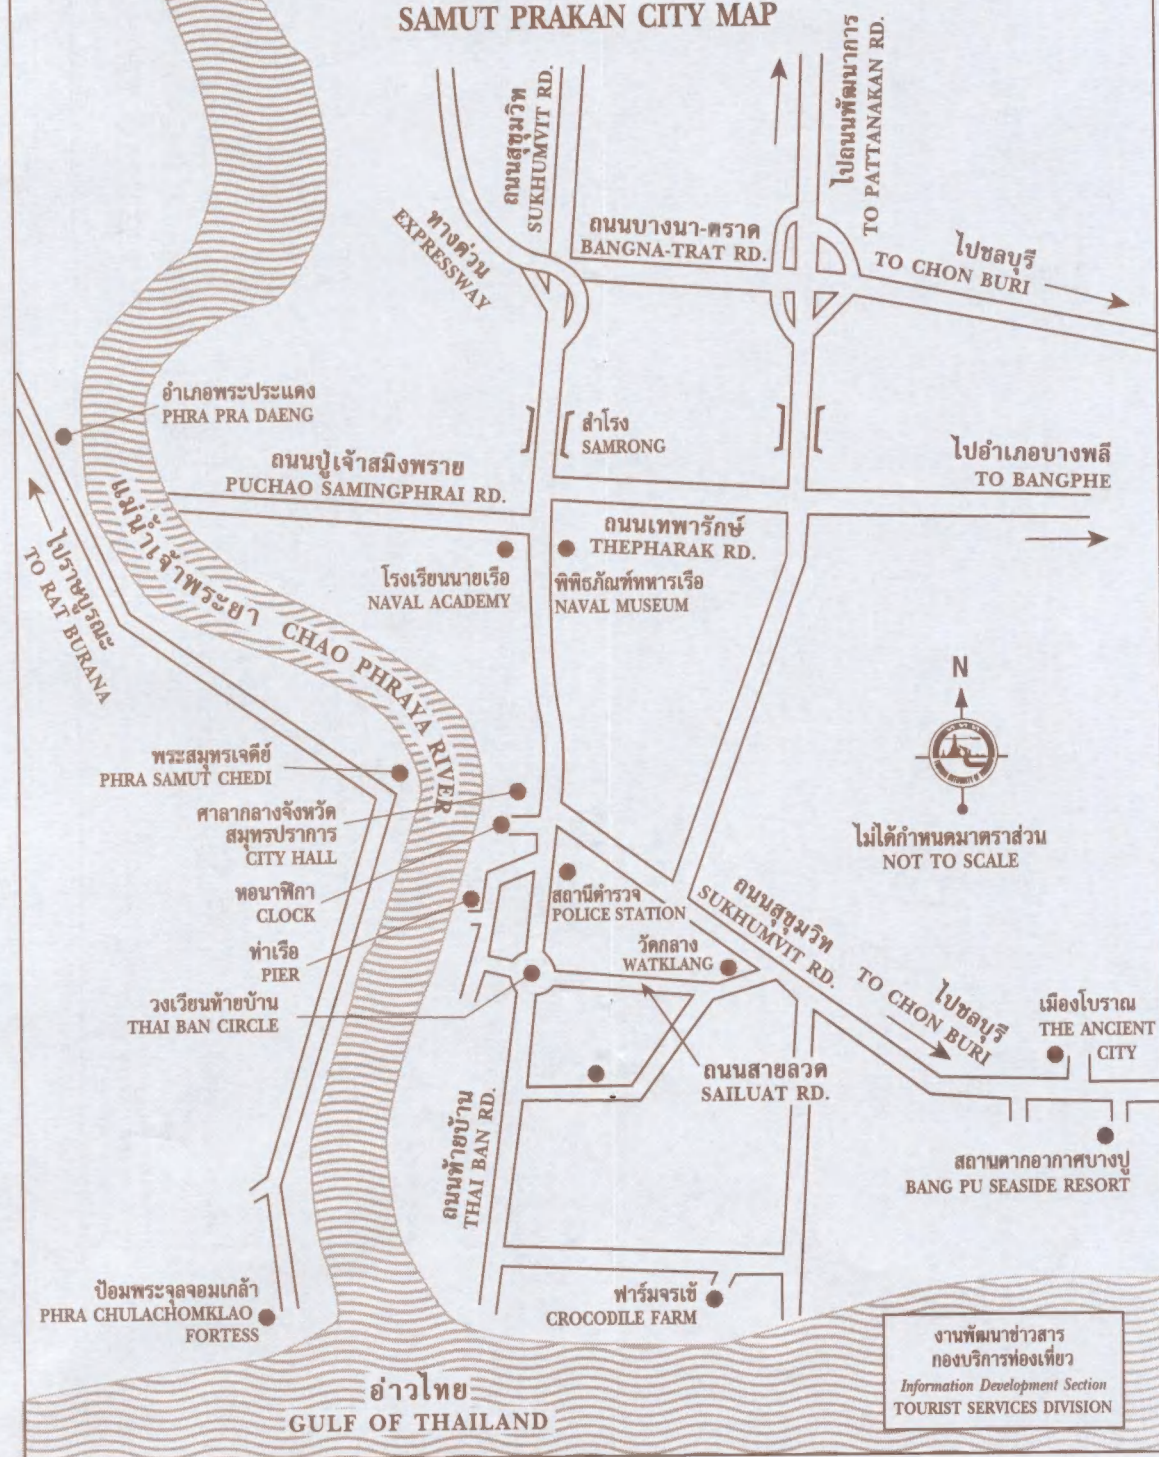 SAMUT PRAKAN CITY MAP
ถนนสุขุมวิท
SUKHUMVIT RD.
ไปถนนพัฒนาการ
TO PATTANAKAN RD.
ทางด่วน
EXPRESSWAY
ถนนบางนา-ตราด
BANGNA-TRAT RD.
ไปชลบุรี
TO CHON BURI
อำเภอพระประแดง
PHRA PRA DAENG
สำโรง
SAMRONG
ถนนปู่เจ้าสมิงพราย
PUCHAO SAMINGPHRAI RD.
ไปอำเภอบางพลี
TO BANGPHE
ถนนเทพารักษ์
THEPHARAK RD.
แม่น้ำเจ้าพระยา CHAO PHRAYA RIVER
ไปราษบูรณะ
TO RAT BURANA
โรงเรียนนายเรือ
NAVAL ACADEMY
พิพิธภัณฑ์ทหารเรือ
NAVAL MUSEUM
N
พระสมุทรเจดีย์
PHRA SAMUT CHEDI
ศาลากลางจังหวัด
สมุทรปราการ
CITY HALL
ไม่ได้กำหนดมาตราส่วน
NOT TO SCALE
หอนาฬิกา
CLOCK
สถานีตำรวจ
POLICE STATION
ถนนสุขุมวิท
SUKHUMVIT RD.
ท่าเรือ
PIER
วัดกลาง
WATKLANG
วงเวียนท้ายบ้าน
THAI BAN CIRCLE
ไปชลบุรี
TO CHON BURI
เมืองโบราณ
THE ANCIENT
CITY
ถนนสายลวด
SAILUAT RD.
ถนนท้ายบ้าน
THAI BAN RD.
สถานตากอากาศบางปู
BANG PU SEASIDE RESORT
ป้อมพระจุลจอมเกล้า
PHRA CHULACHOMKLAO
FORTESS
ฟาร์มจรเข้
CROCODILE FARM
งานพัฒนาข่าวสาร
กองบริการท่องเที่ยว
Information Development Section
TOURIST SERVICES DIVISION
อ่าวไทย
GULF OF THAILAND